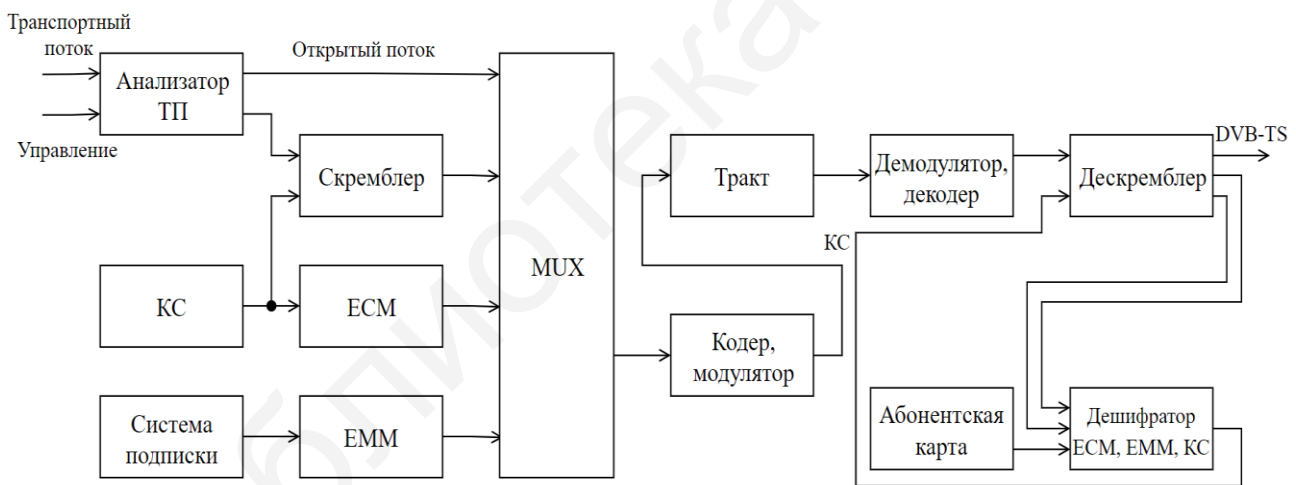 Транспортный
поток
Открытый поток
Анализатор
ТП
Управление
Скремблер
КС
ECM
Система
подписки
EMM
MUX
Тракт
Кодер,
модулятор
КС
Демодулятор,
декодер
Дескремблер
DVB-TS
Абонентская
карта
Дешифратор
ECM, EMM, КС
блиотека